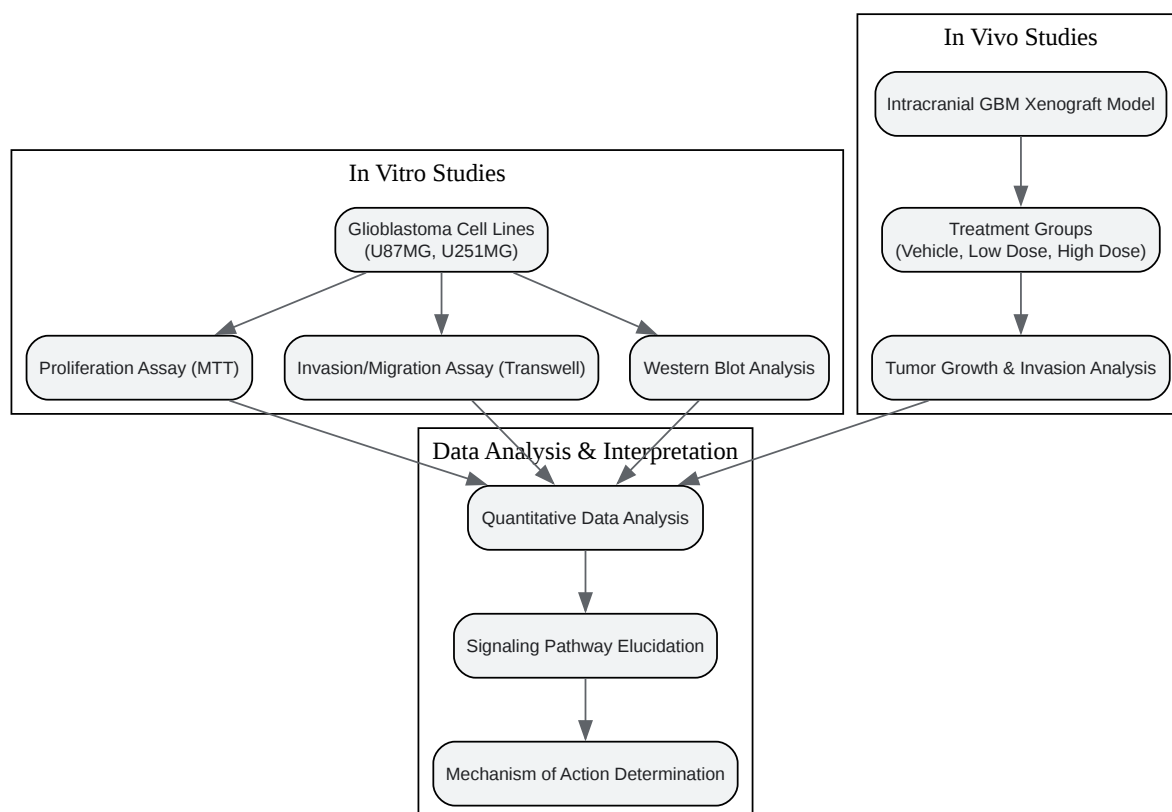 In Vivo Studies
Intracranial GBM Xenograft Model
Treatment Groups
(Vehicle, Low Dose, High Dose)
Tumor Growth & Invasion Analysis
In Vitro Studies
Glioblastoma Cell Lines
(U87MG, U251MG)
Proliferation Assay (MTT)
Invasion/Migration Assay (Transwell)
Western Blot Analysis
Data Analysis & Interpretation
Quantitative Data Analysis
Signaling Pathway Elucidation
Mechanism of Action Determination